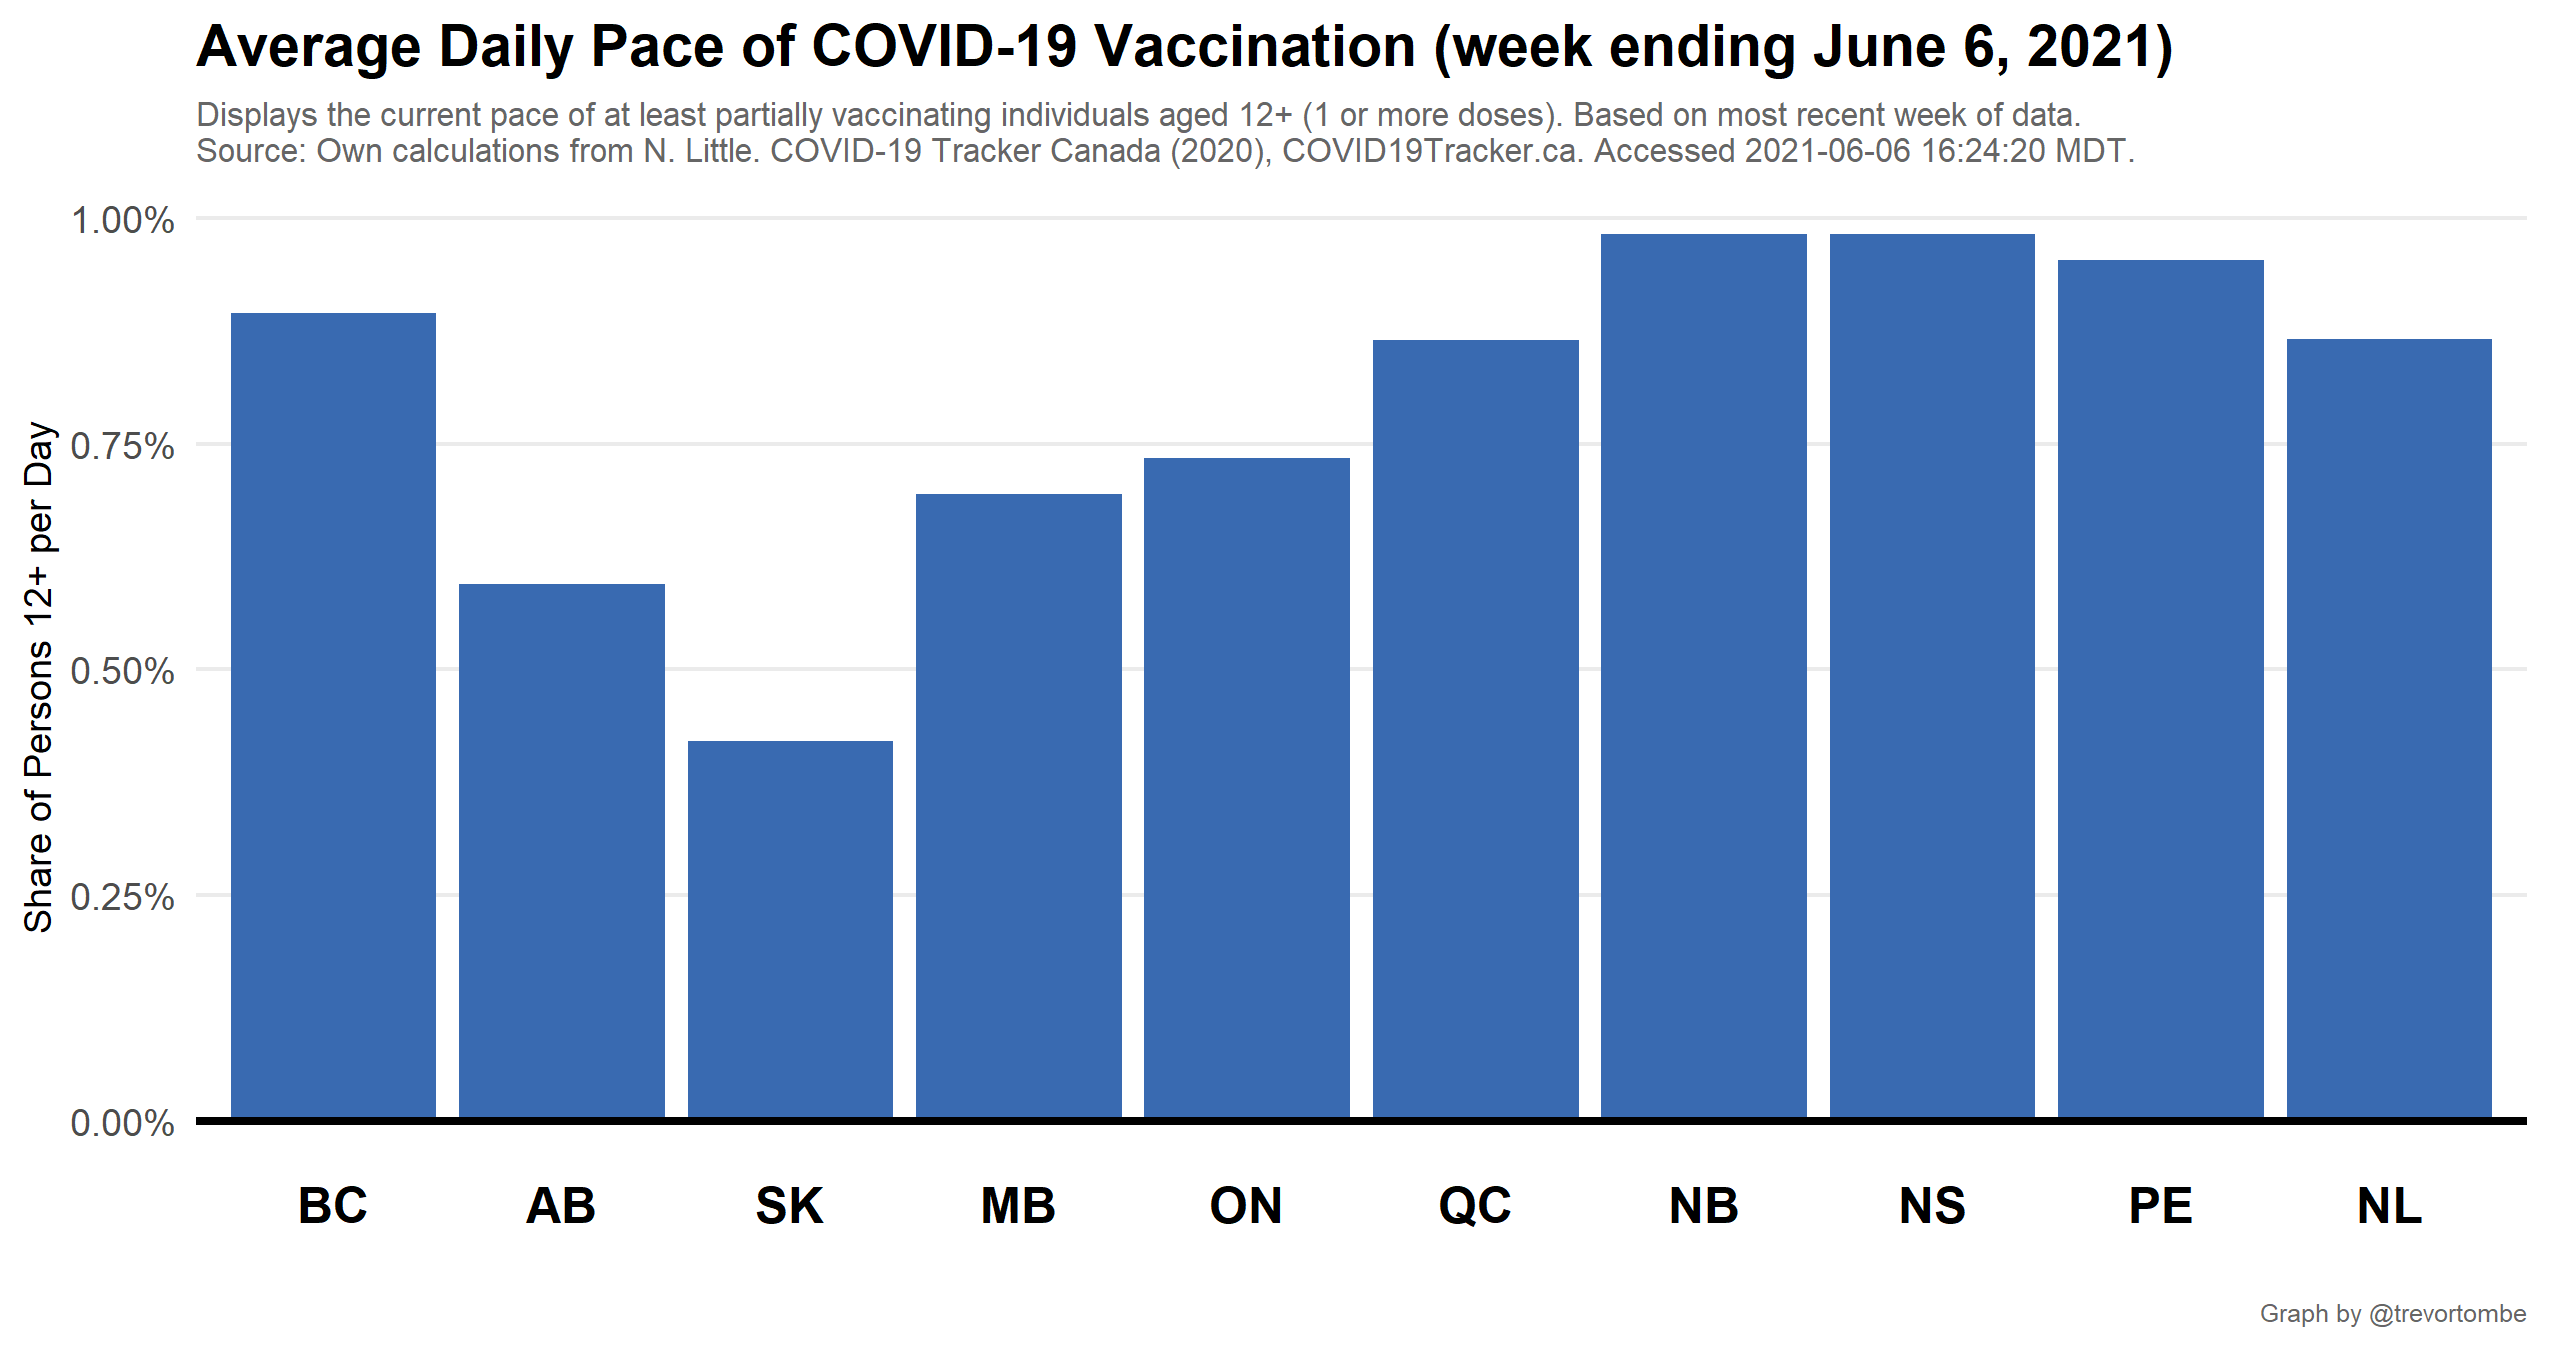 Average Daily Pace of COVID-19 Vaccination (week ending June 6, 2021)
Displays the current pace of at least partially vaccinating individuals aged 12+ (1 or more doses). Based on most recent week of data.
Source: Own calculations from N. Little. COVID-19 Tracker Canada (2020), COVID19Tracker.ca. Accessed 2021-06-06 16:24:20 MDT.
Share of Persons 12+ per Day
1.00%
0.75%
0.50%
0.25%
0.00%
BC AB SK MB ON QC NB NS PE NL
Graph by @trevortombe